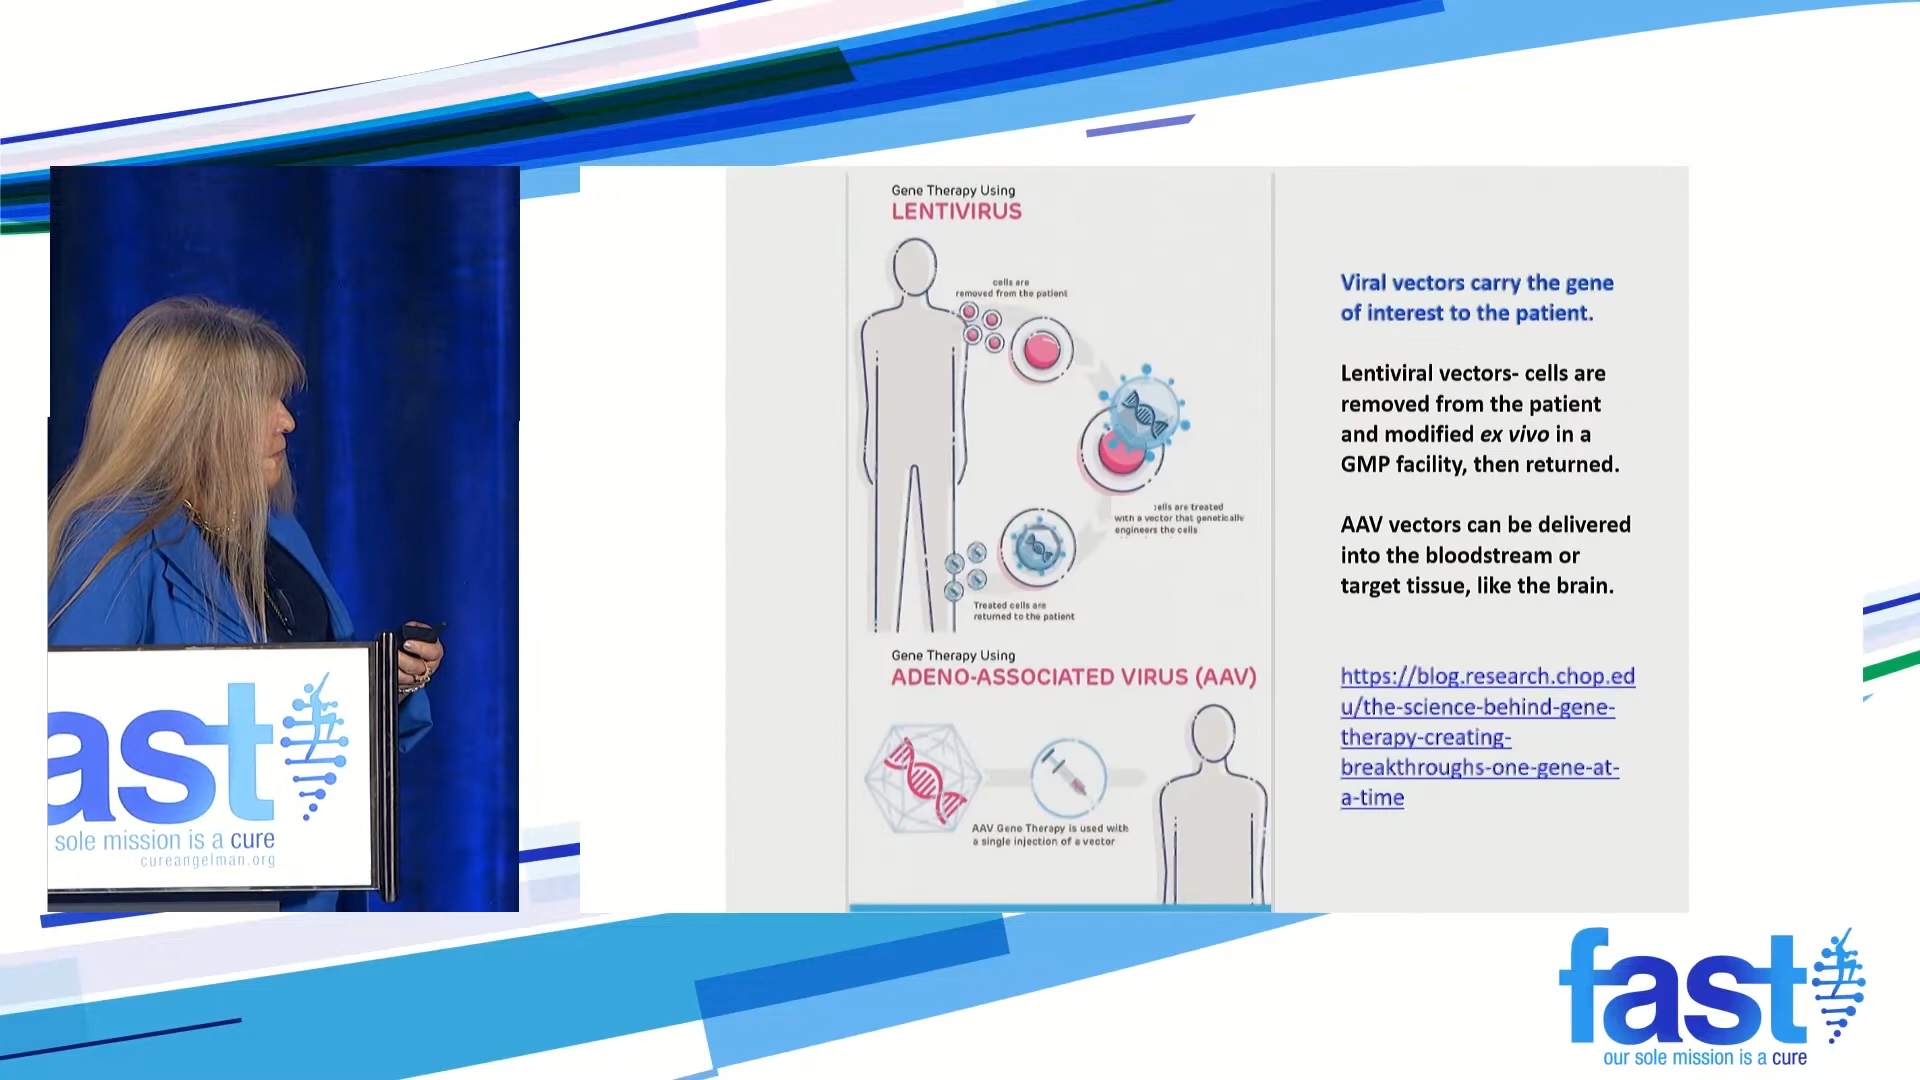 Gene Therapy Using
LENTIVIRUS
cells are
removed from the patient
cells are treated
with a vector that genetically
engineers the cells
Treated cells are
returned to the patient
Gene Therapy Using
ADENO-ASSOCIATED VIRUS (AAV)
AAV Gene Therapy is used with
a single injection of a vector
Viral vectors carry the gene
of interest to the patient.
Lentiviral vectors- cells are
removed from the patient
and modified ex vivo in a
GMP facility, then returned.
AAV vectors can be delivered
into the bloodstream or
target tissue, like the brain.
https://blog.research.chop.ed
u/the-science-behind-gene-
therapy-creating-
breakthroughs-one-gene-at-
a-time
ast
sole mission is a cure
cureangelman.org
fast
our sole mission is a cure